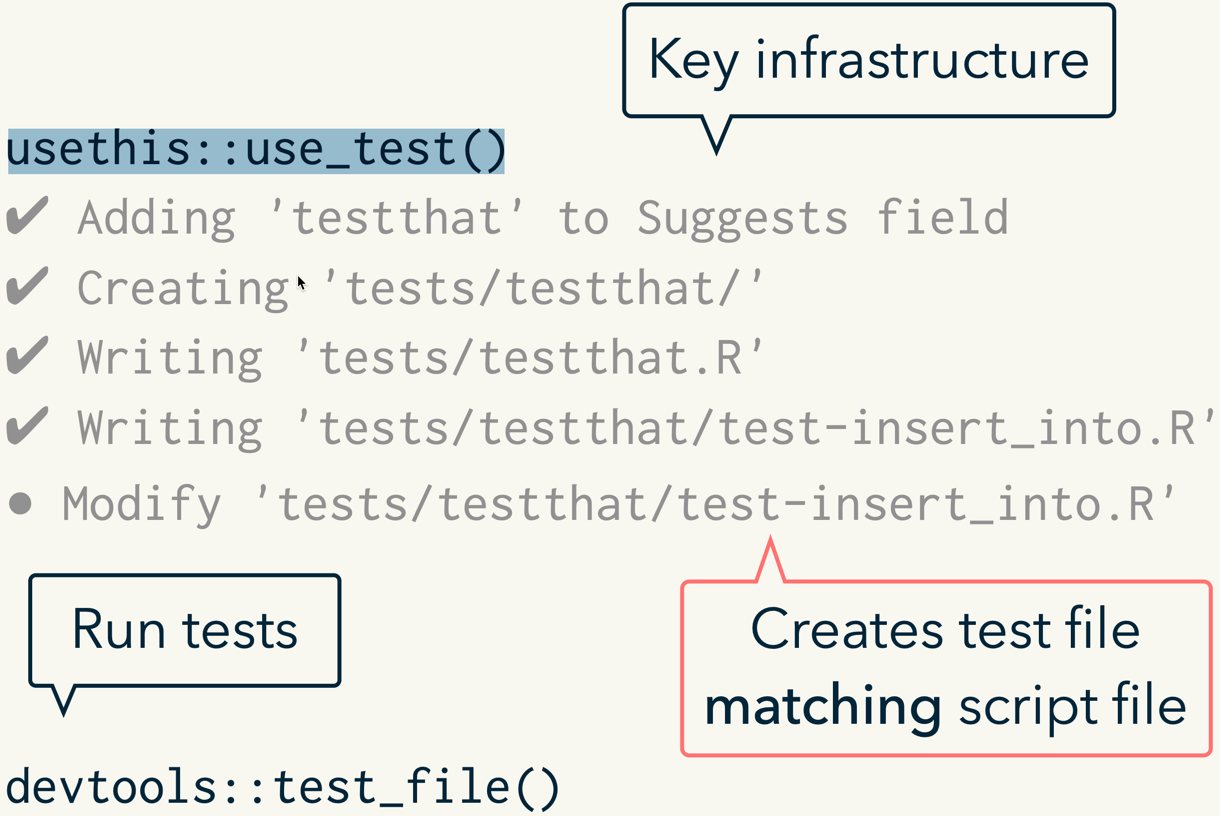 Key infrastructure
usethis::use_test()
✔ Adding 'testthat' to Suggests field
✔ Creating 'tests/testthat/'
✔ Writing 'tests/testthat.R'
✔ Writing 'tests/testthat/test-insert_into.R'
● Modify 'tests/testthat/test-insert_into.R'
Run tests
Creates test file
matching script file
devtools::test_file()